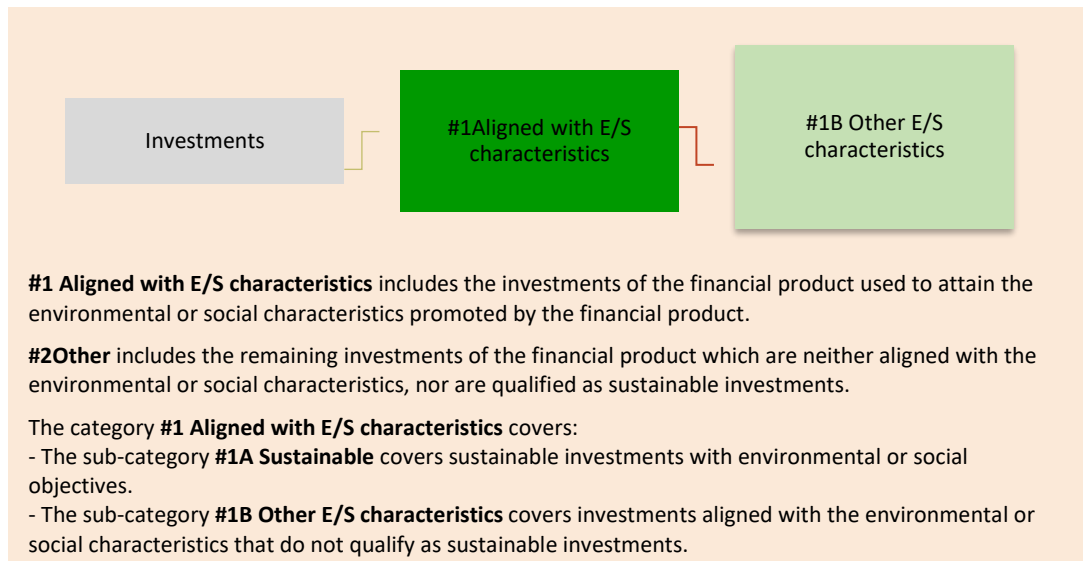 Investments
#1Aligned with E/S
characteristics
#1B Other E/S
characteristics
#1 Aligned with E/S characteristics includes the investments of the financial product used to attain the
environmental or social characteristics promoted by the financial product.
#2Other includes the remaining investments of the financial product which are neither aligned with the
environmental or social characteristics, nor are qualified as sustainable investments.
The category #1 Aligned with E/S characteristics covers:
- The sub-category #1A Sustainable covers sustainable investments with environmental or social
objectives.
- The sub-category #1B Other E/S characteristics covers investments aligned with the environmental or
social characteristics that do not qualify as sustainable investments.